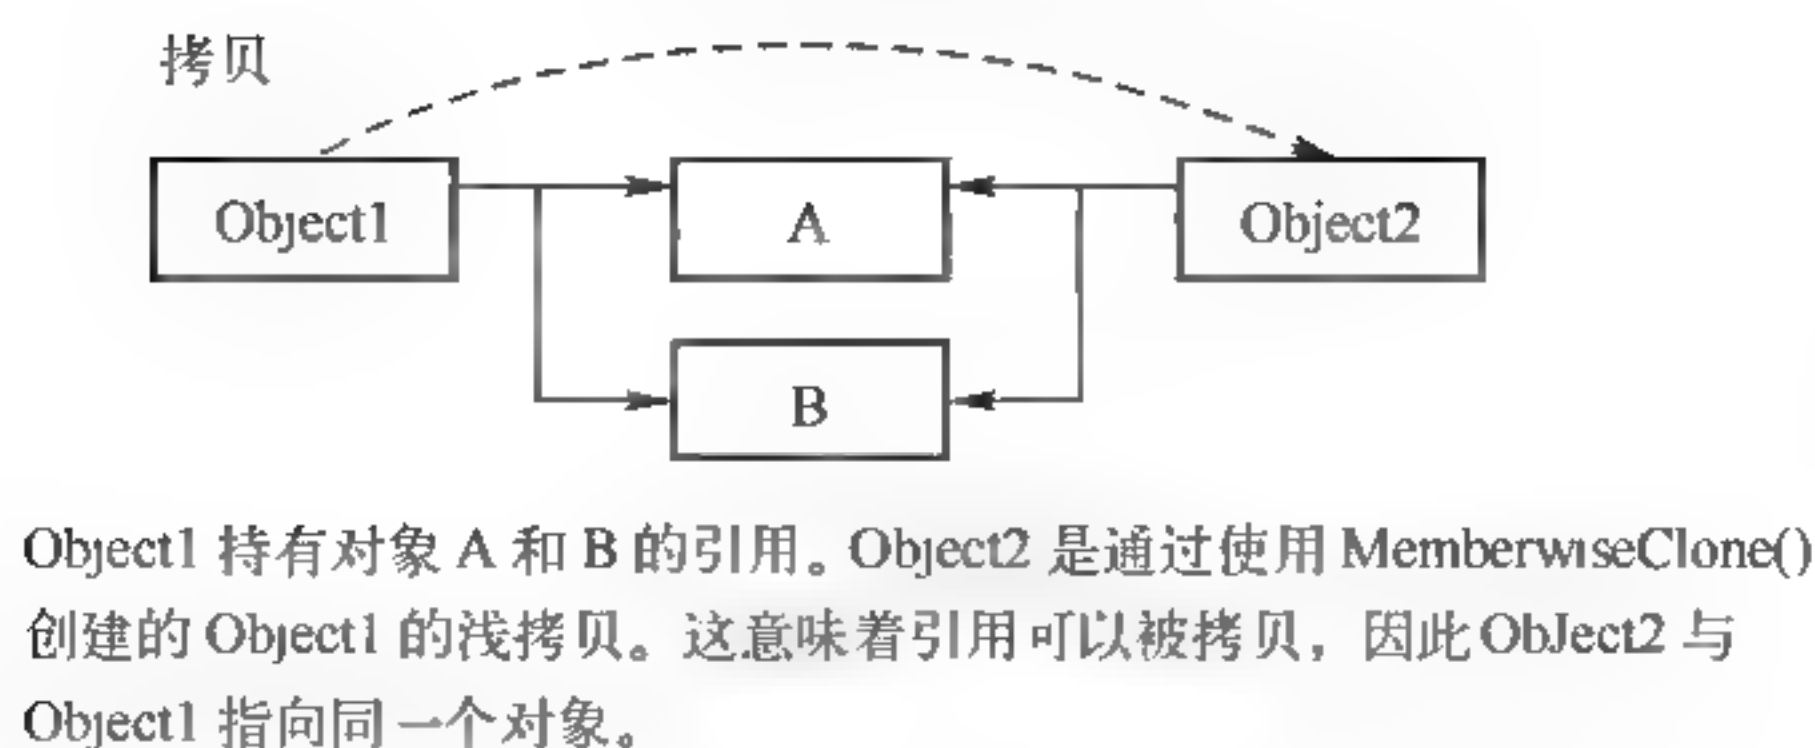 拷贝
Object1
A
Object2
B
Object1 持有对象 A 和 B 的引用。Object2 是通过使用 MemberwiseClone()
创建的 Object1 的浅拷贝。这意味着引用可以被拷贝，因此 ObJect2 与
Object1 指向同一个对象。